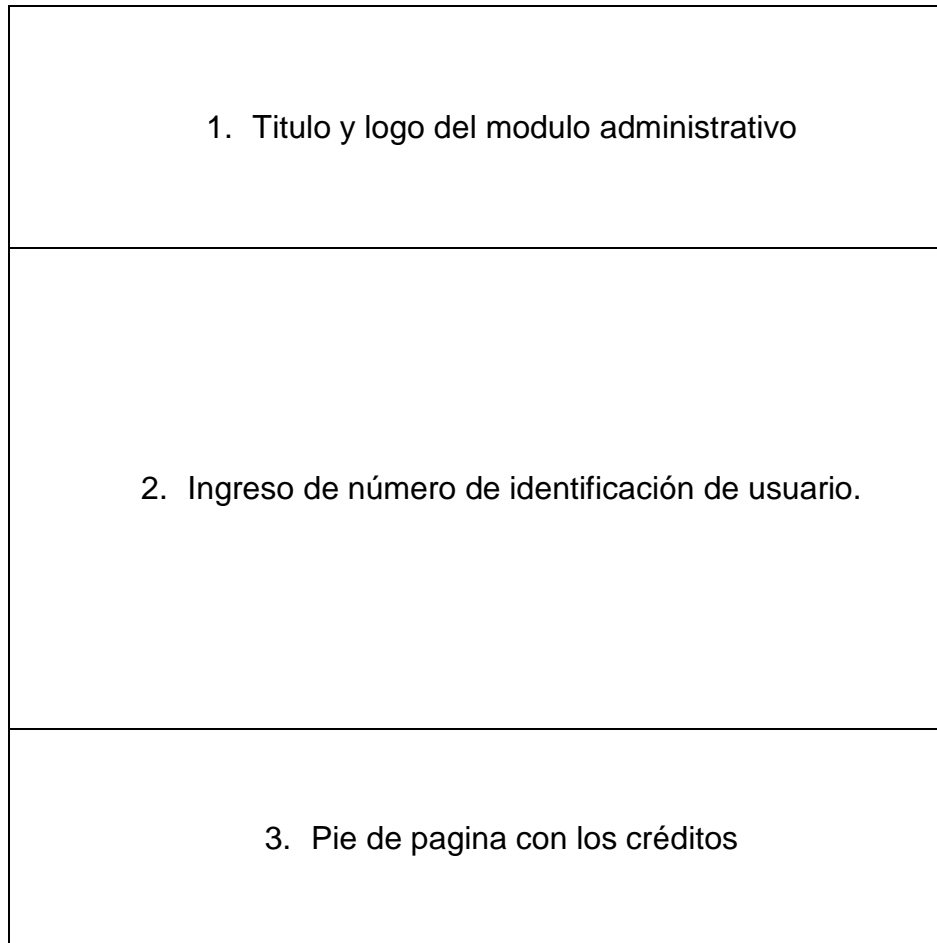 1. Titulo y logo del modulo administrativo
2. Ingreso de número de identificación de usuario.
3. Pie de pagina con los créditos